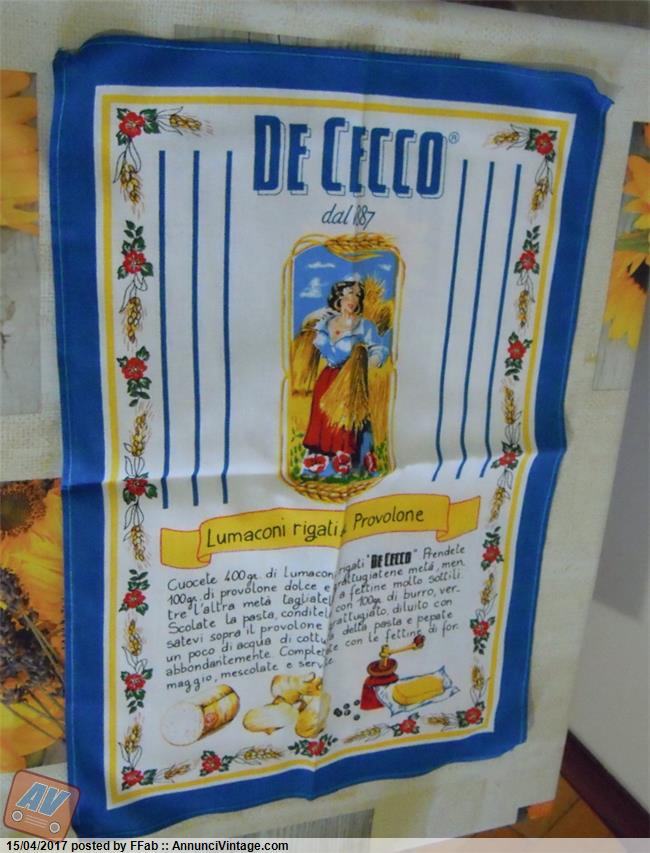 DE CECCO®
dal 1887
Lumaconi rigati Provolone
Cuocete 400gr. di Lumaconi rigati "DE CECCO" Prendete
100gr. di provolone dolce e grattugiatene metá, men
tre l'altra metà tagliatela a fettine molto sottili.
Scolate la pasta, conditela con 100gr. di burro, ver.
satevi sopra il provolone grattugiato, diluito con
un poco di acqua di cottura della pasta e pepate
abbondantemente. Completate con le fettine di for.
maggio, mescolate e servite.
AV
15/04/2017 posted by FFab :: AnnunciVintage.com